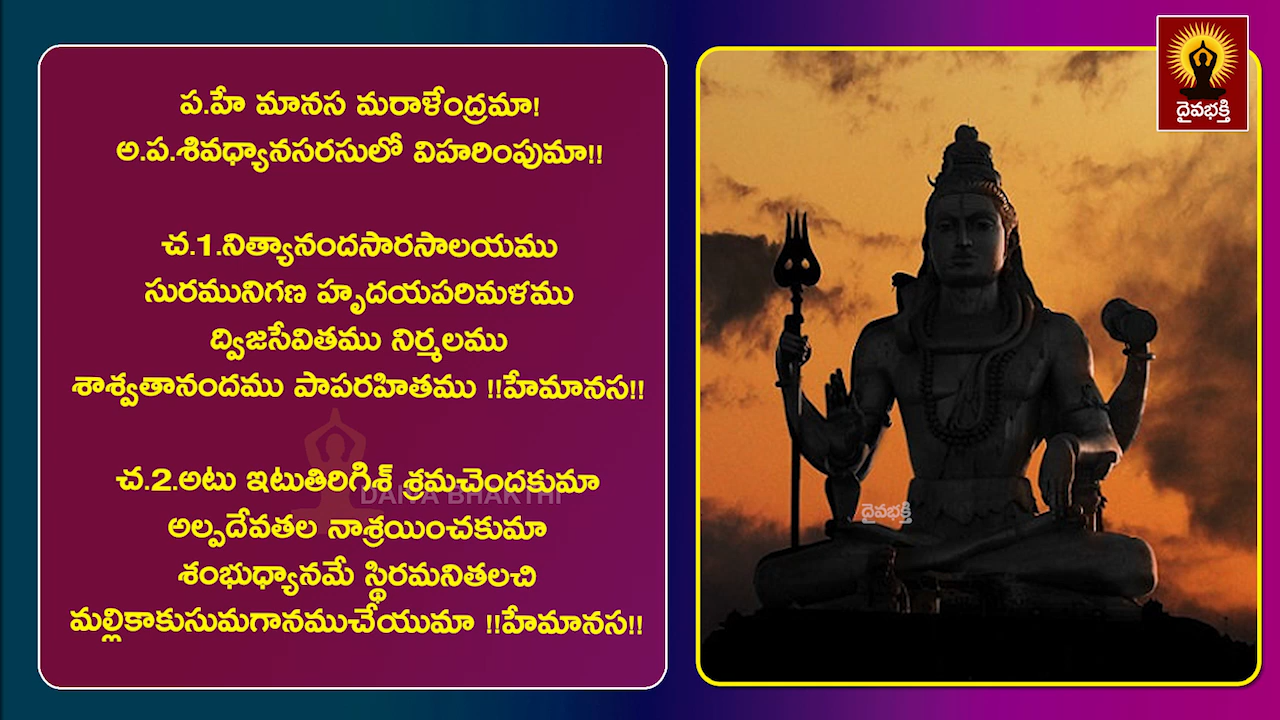 ప.హే మానస మరాళేంద్రమా!
అ.ప.శివధ్యానసరసులో విహరింపుమా!!
చ.1.నిత్యానందసారసాలయము
సురమునిగణ హృదయపరిమళము
ద్విజసేవితము నిర్మలము
శాశ్వతానందము పాపరహితము !!హేమానస!!
చ.2.అటు ఇటుతిరిగిశ్ శ్రమచెందకుమా
అల్పదేవతల నాశ్రయించకుమా
శంభుధ్యానమే స్థిరమనితలచి
మల్లికాకుసుమగానముచేయుమా !!హేమానస!!
DAIVA BHAKTHI
దైవభక్తి
దైవభక్తి